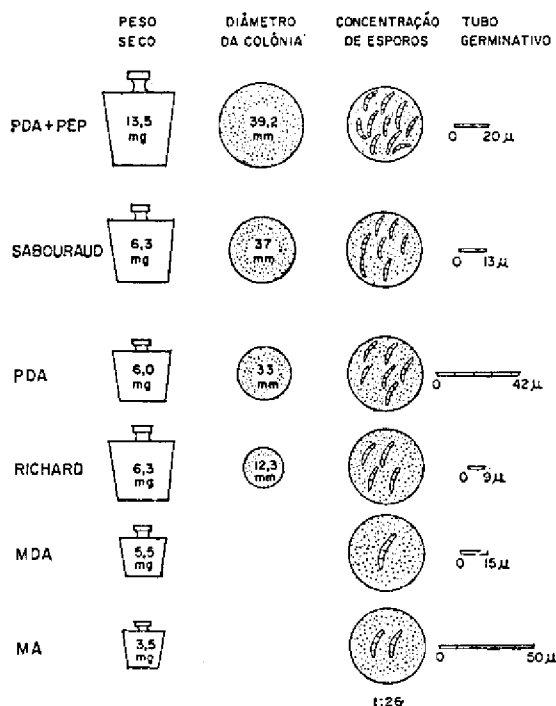 PESO SECO
DIÂMETRO DA COLÔNIA
CONCENTRAÇÃO DE ESPOROS
TUBO GERMINATIVO
PDA+PEP
13,5 mg
39,2 mm
0 20 µ
SABOURAUD
6,3 mg
37 mm
0 13 µ
PDA
6,0 mg
33 mm
0 42 µ
RICHARD
6,3 mg
12,3 mm
0 9 µ
MDA
5,5 mg
0 15 µ
MA
3,5 mg
0 50 µ